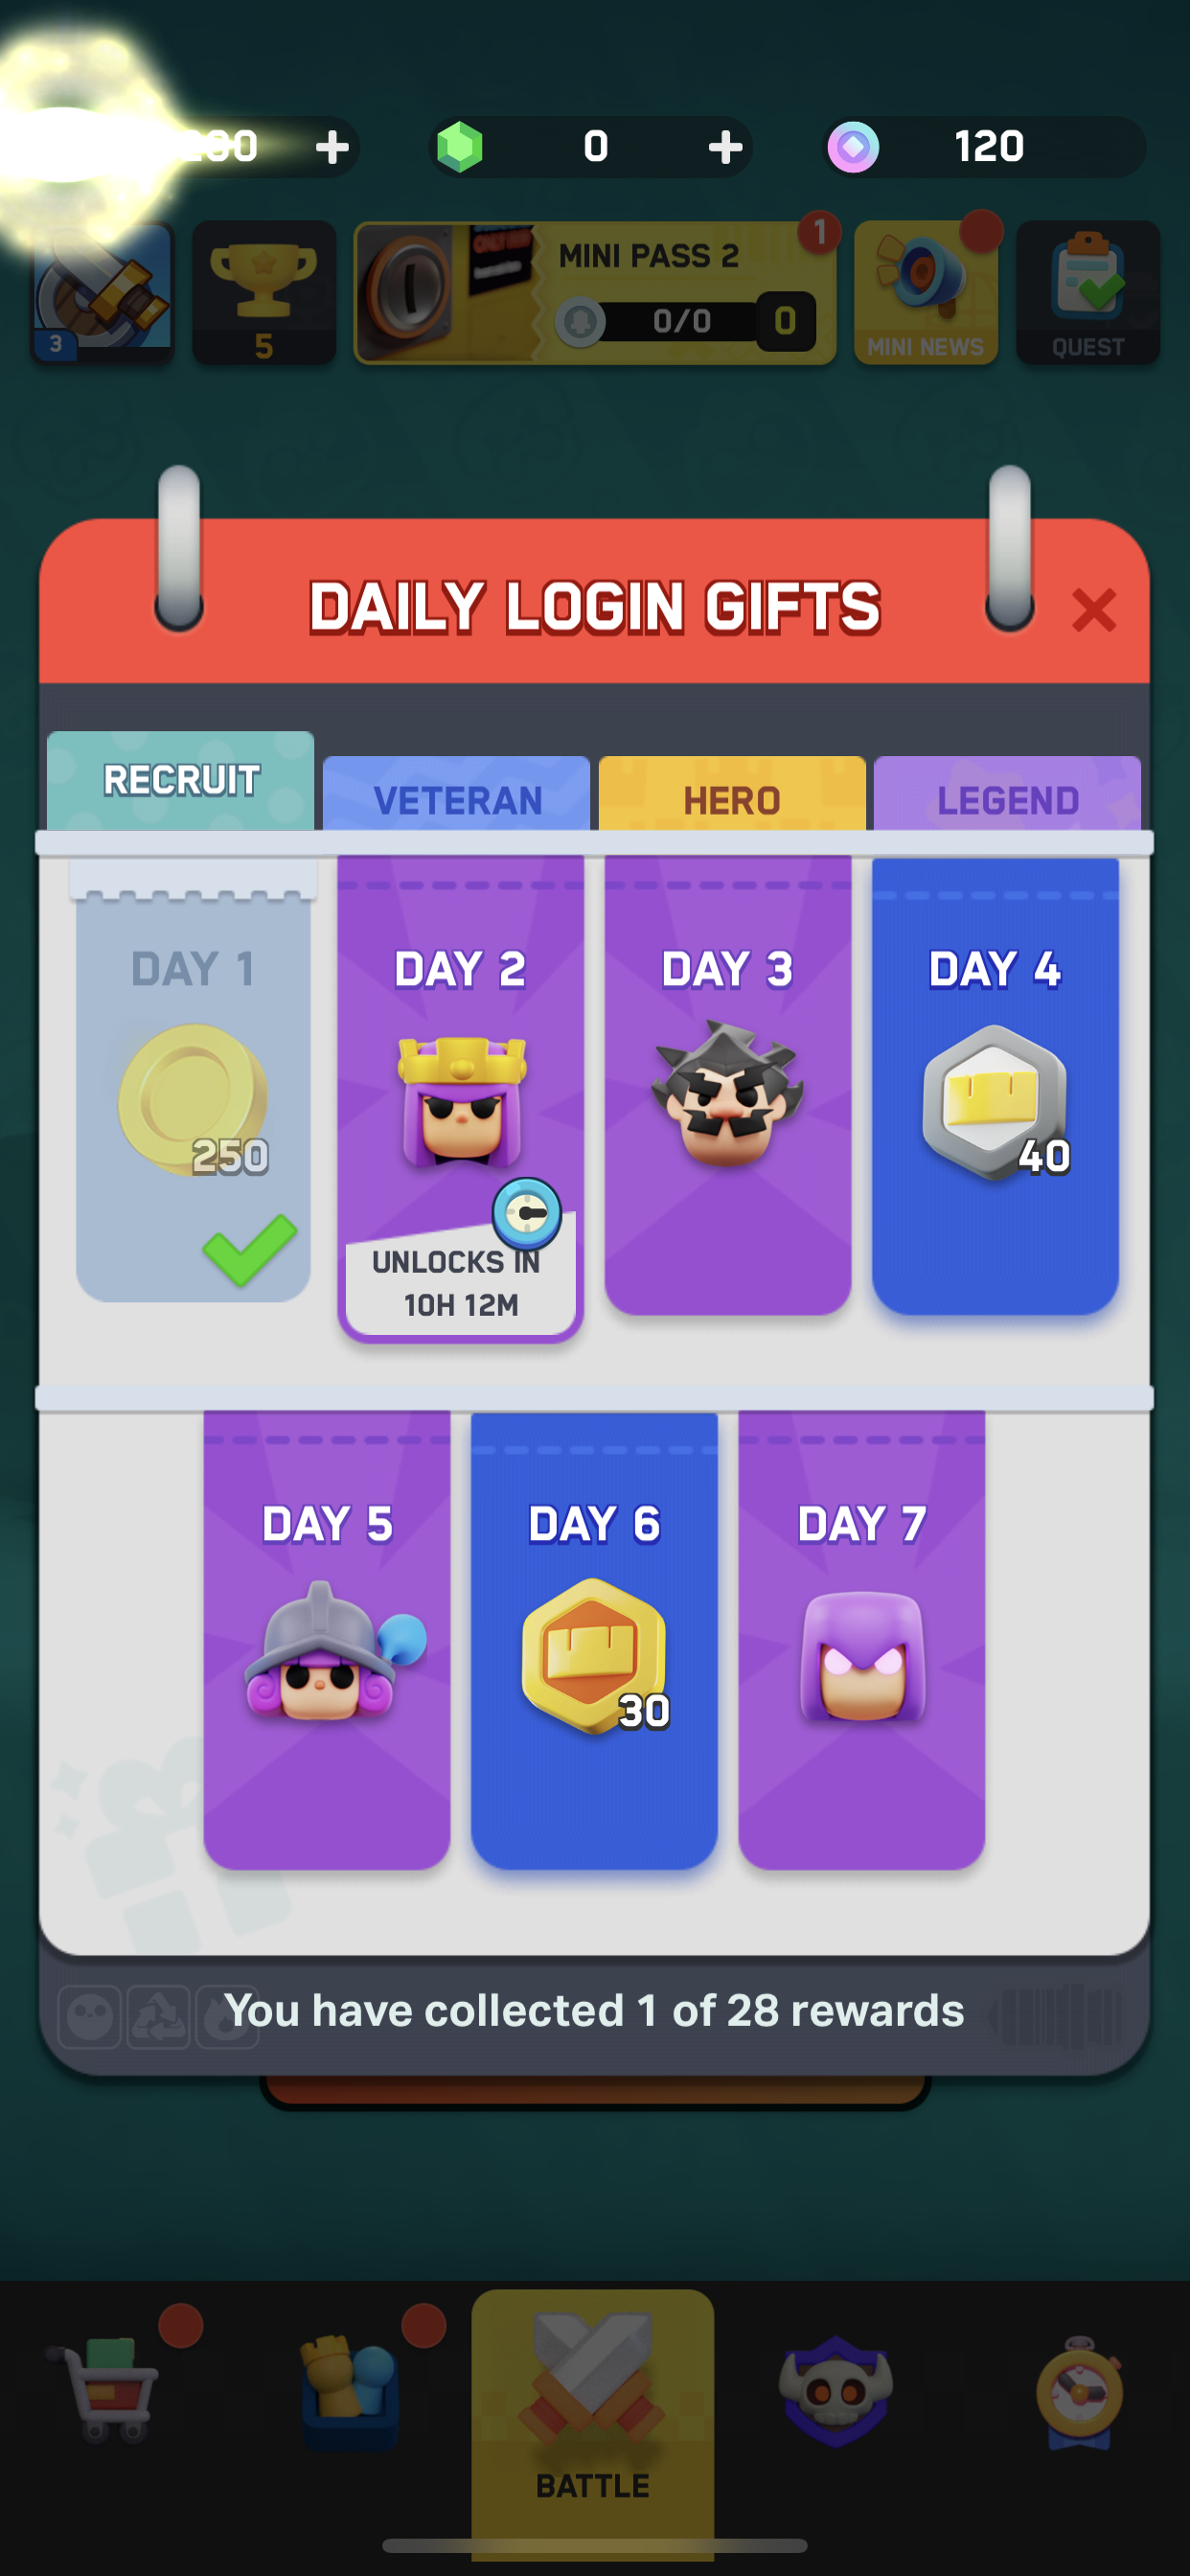 0
120
MINI PASS 2
1
0/0
0
3
5
MINI NEWS
QUEST
DAILY LOGIN GIFTS
RECRUIT
VETERAN
HERO
LEGEND
DAY 1
DAY 2
DAY 3
DAY 4
250
40
UNLOCKS IN
10H 12M
DAY 5
DAY 6
DAY 7
30
You have collected 1 of 28 rewards
BATTLE